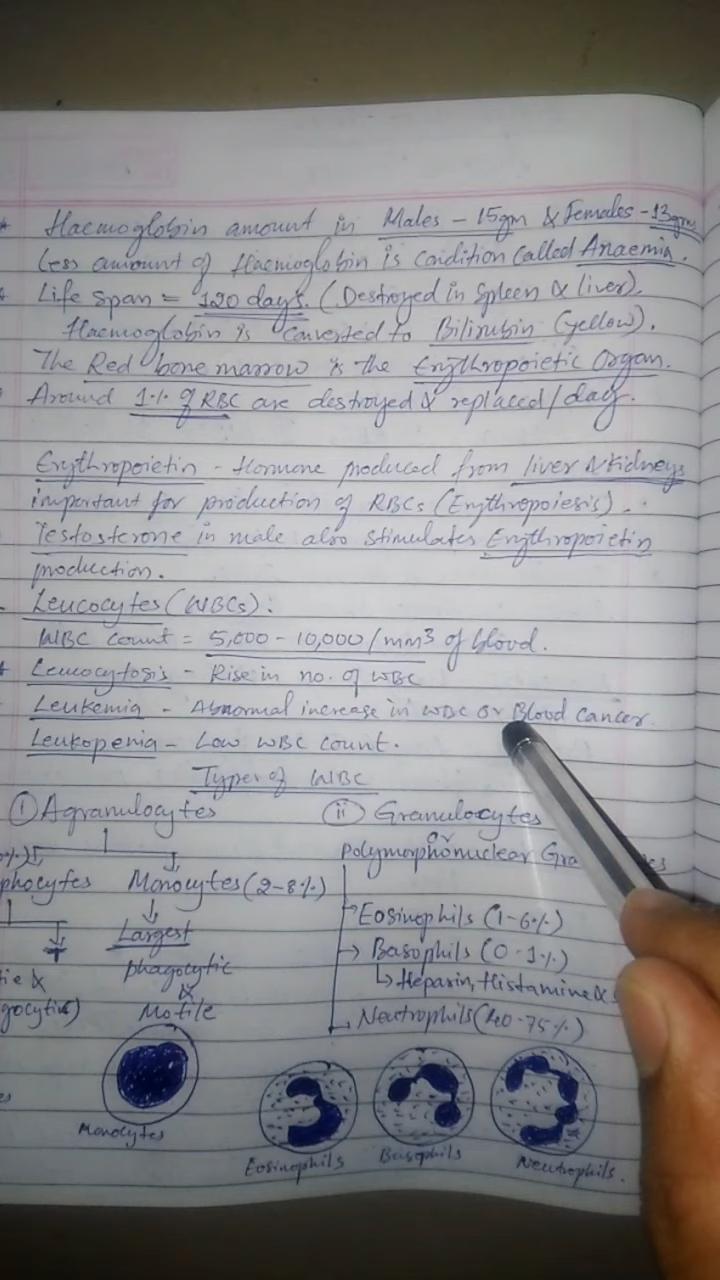 * Haemoglobin amount in Males - 15gm & Females - 13gm
Less amount of Haemoglobin is condition called Anaemia.
* Life span = 120 days. (Destroyed in Spleen & liver).
Haemoglobin is converted to Bilirubin (yellow).
The Red bone marrow is the Erythropoietic Organ.
Around 1% of RBC are destroyed & replaced/day.
Erythropoietin - Hormone produced from liver & Kidneys
important for production of RBCs (Erythropoiesis).
Testosterone in male also stimulates Erythropoietin
production.
Leucocytes (WBCs):
WBC count = 5,000 - 10,000/mm3 of blood.
* Leucocytosis - Rise in no. of WBC
Leukemia - Abnormal increase in WBC or Blood cancer.
Leukopenia - Low WBC count.
Types of WBC
i Agranulocytes
ii Granulocytes
or
Polymorphonuclear Gra
phocytes
Monocytes (2-8%)
Largest
phagocytic
&
Motile
Eosinophils (1-6%)
Basophils (0-1%)
Heparin, Histamine &
Neutrophils (40-75%)
Monocytes
Eosinophils
Basophils
Neutrophils.